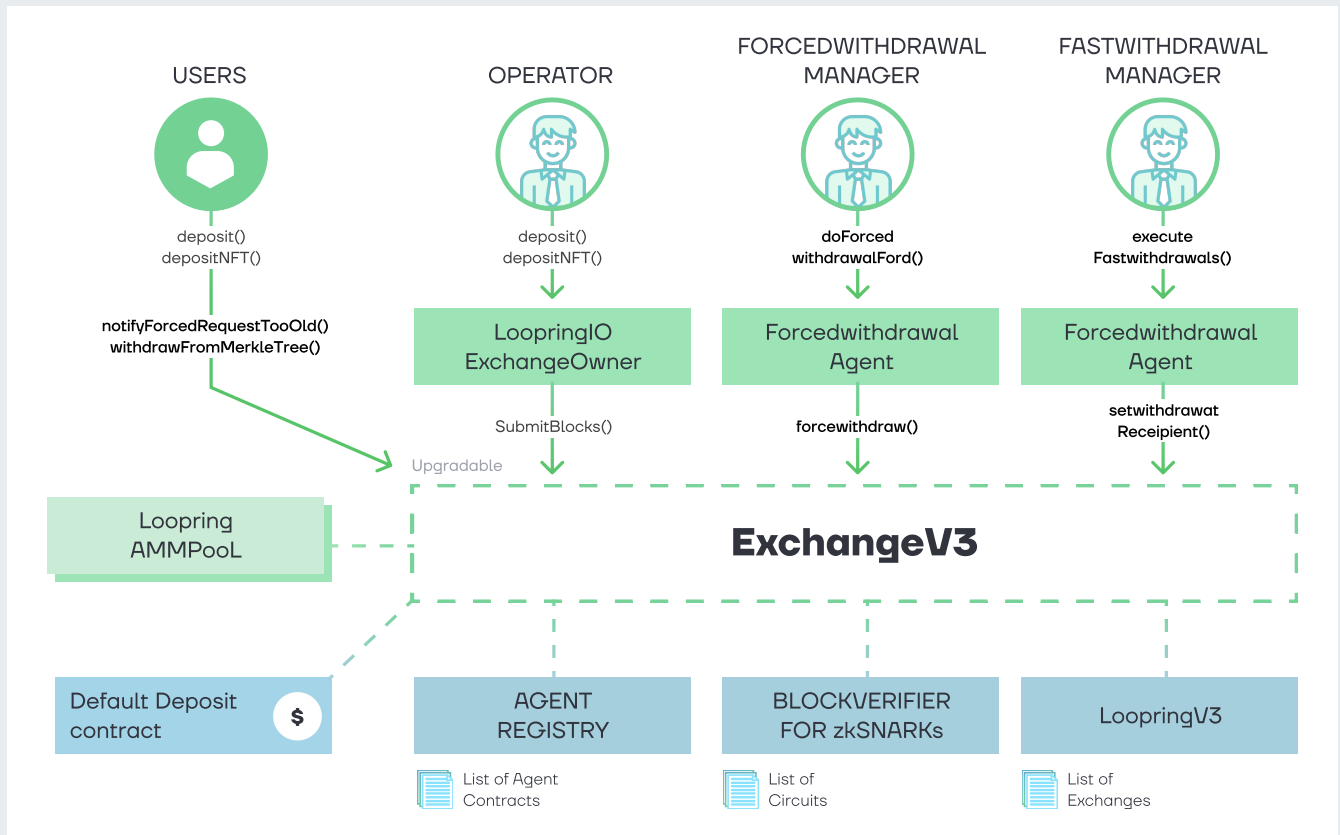 USERS
OPERATOR
FORCEDWITHDRAWAL
MANAGER
FASTWITHDRAWAL
MANAGER
deposit()
depositNFT()
deposit()
depositNFT()
doForced
withdrawalFord()
execute
Fastwithdrawals()
notifyForcedRequestTooOld()
withdrawFromMerkleTree()
LoopringIO
ExchangeOwner
Forcedwithdrawal
Agent
Forcedwithdrawal
Agent
SubmitBlocks()
forcewithdraw()
setwithdrawat
Receipient()
Upgradable
Loopring
AMMPooL
ExchangeV3
Default Deposit
contract
$
AGENT
REGISTRY
BLOCKVERIFIER
FOR zkSNARKs
LoopringV3
List of Agent
Contracts
List of
Circuits
List of
Exchanges